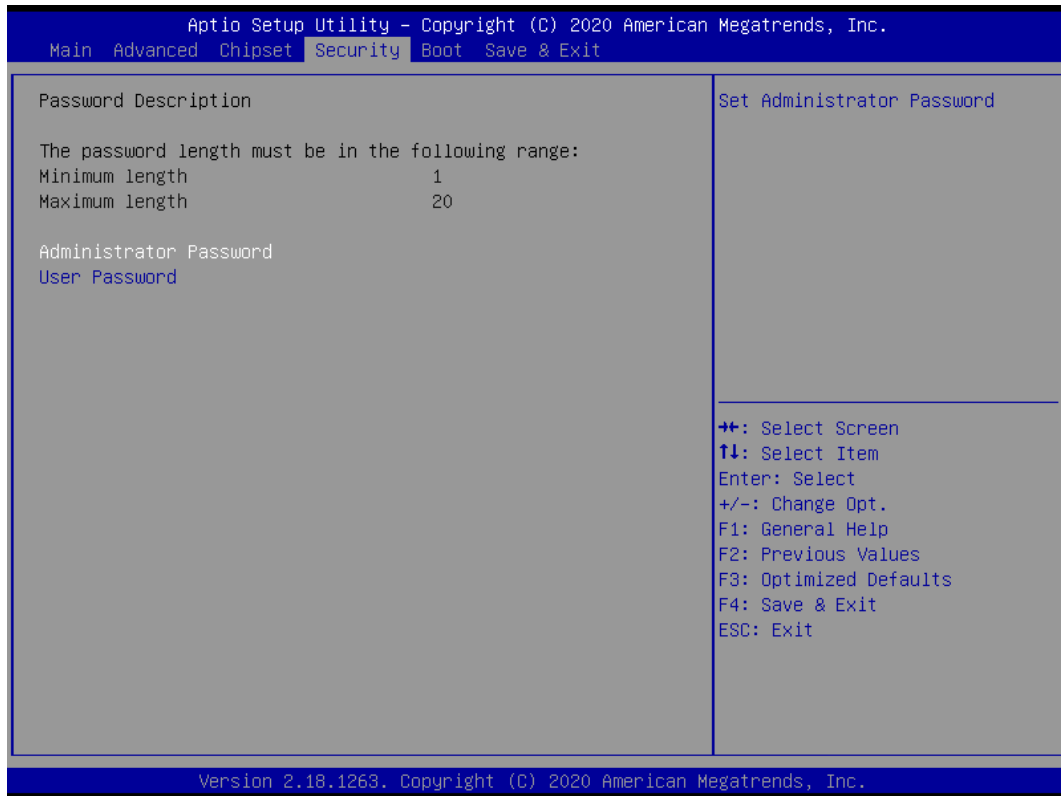 Aptio Setup Utility – Copyright (C) 2020 American Megatrends, Inc.
Main Advanced Chipset Security Boot Save & Exit
Password Description
The password length must be in the following range:
Minimum length 1
Maximum length 20
Administrator Password
User Password
Set Administrator Password
→←: Select Screen
↑↓: Select Item
Enter: Select
+/-: Change Opt.
F1: General Help
F2: Previous Values
F3: Optimized Defaults
F4: Save & Exit
ESC: Exit
Version 2.18.1263. Copyright (C) 2020 American Megatrends, Inc.